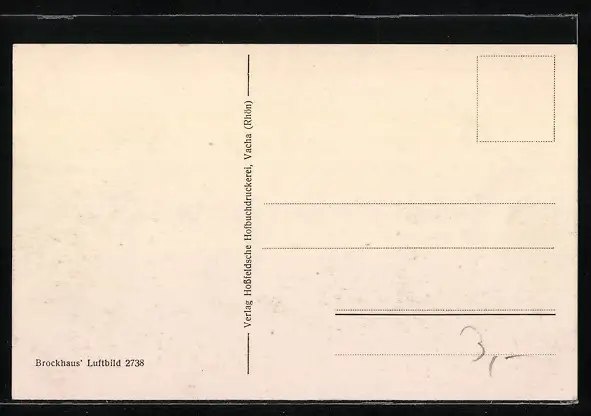 Brockhaus' Luftbild 2738
Verlag Hoßfeldsche Hofbuchdruckerei, Vacha (Rhön)
3,–